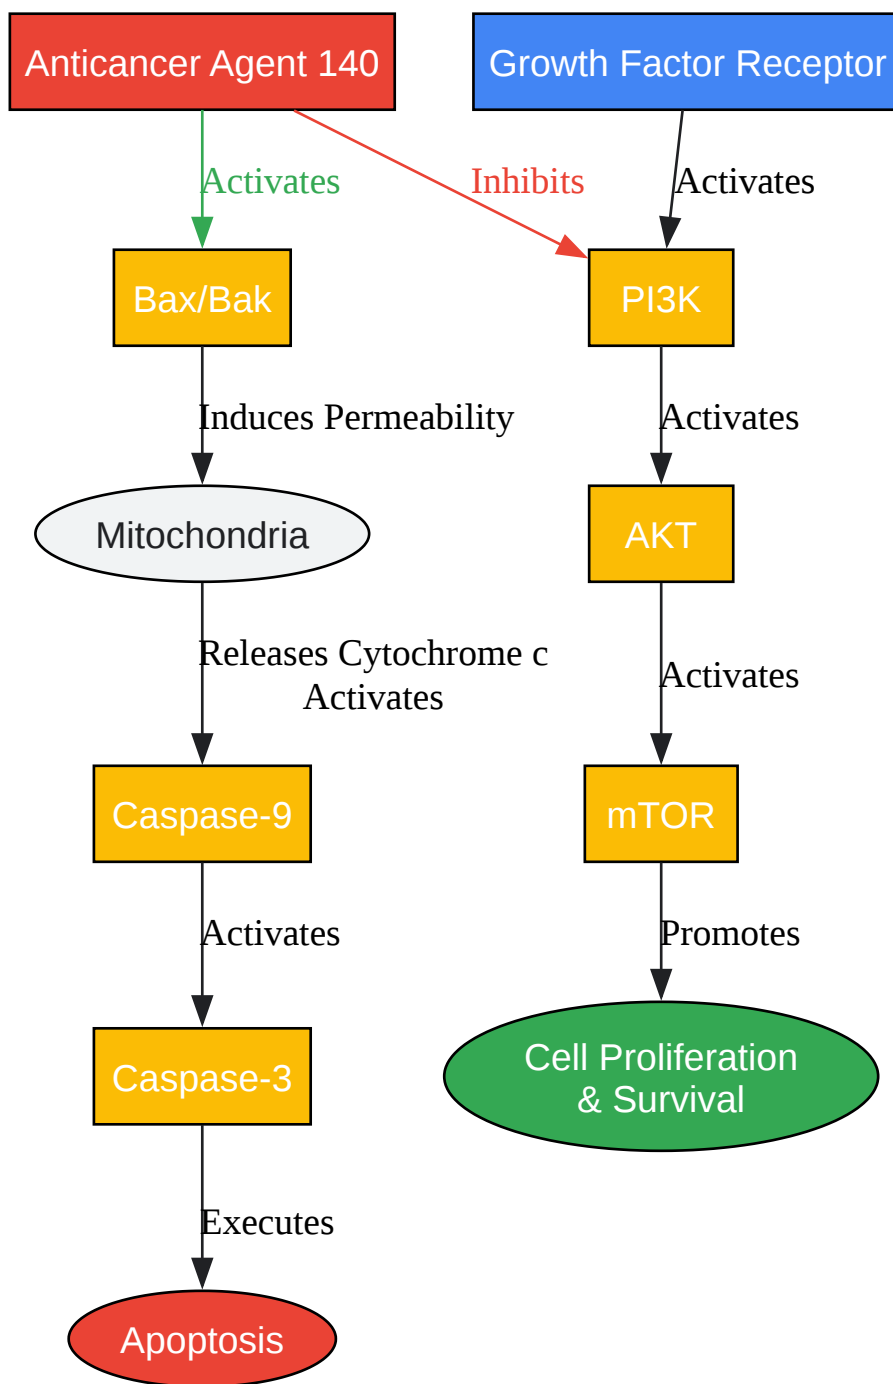 Anticancer Agent 140
Growth Factor Receptor
Activates
Inhibits
Activates
Bax/Bak
PI3K
Induces Permeability
Activates
Mitochondria
AKT
Releases Cytochrome c
Activates
Activates
Caspase-9
mTOR
Activates
Promotes
Caspase-3
Cell Proliferation
& Survival
Executes
Apoptosis